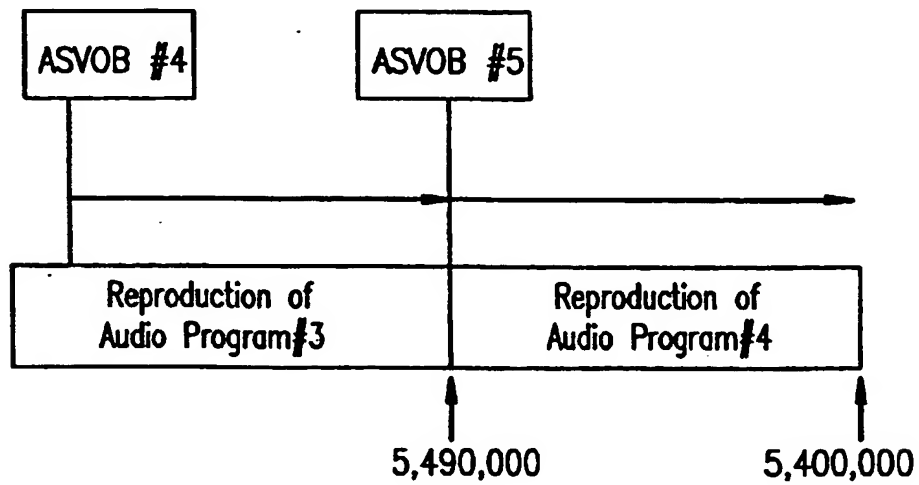 ASVOB #4
ASVOB #5
Reproduction of
Audio Program#3
Reproduction of
Audio Program#4
5,490,000
5,400,000